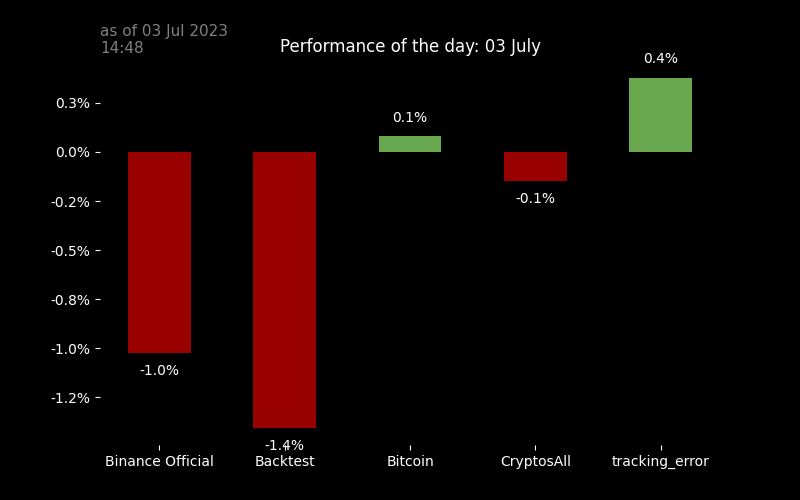 as of 03 Jul 2023
14:48
Performance of the day: 03 July
0.4%
0.3%
0.1%
0.0%
-0.2%
-0.1%
-0.5%
-0.8%
-1.0%
-1.0%
-1.2%
-1.4%
Binance Official
Backtest
Bitcoin
CryptosAll
tracking_error